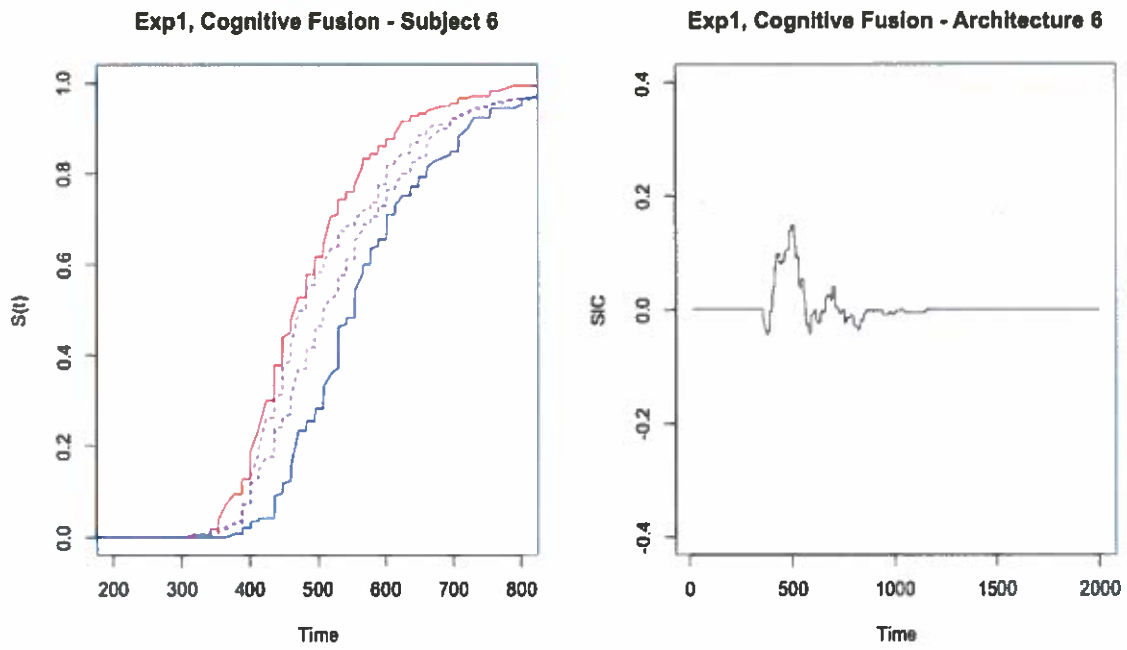 Exp1, Cognitive Fusion - Subject 6
S(t)
1.0
0.8
0.6
0.4
0.2
0.0
200 300 400 500 600 700 800
Time
Exp1, Cognitive Fusion - Architecture 6
SIC
0.4
0.2
0.0
-0.2
-0.4
0 500 1000 1500 2000
Time